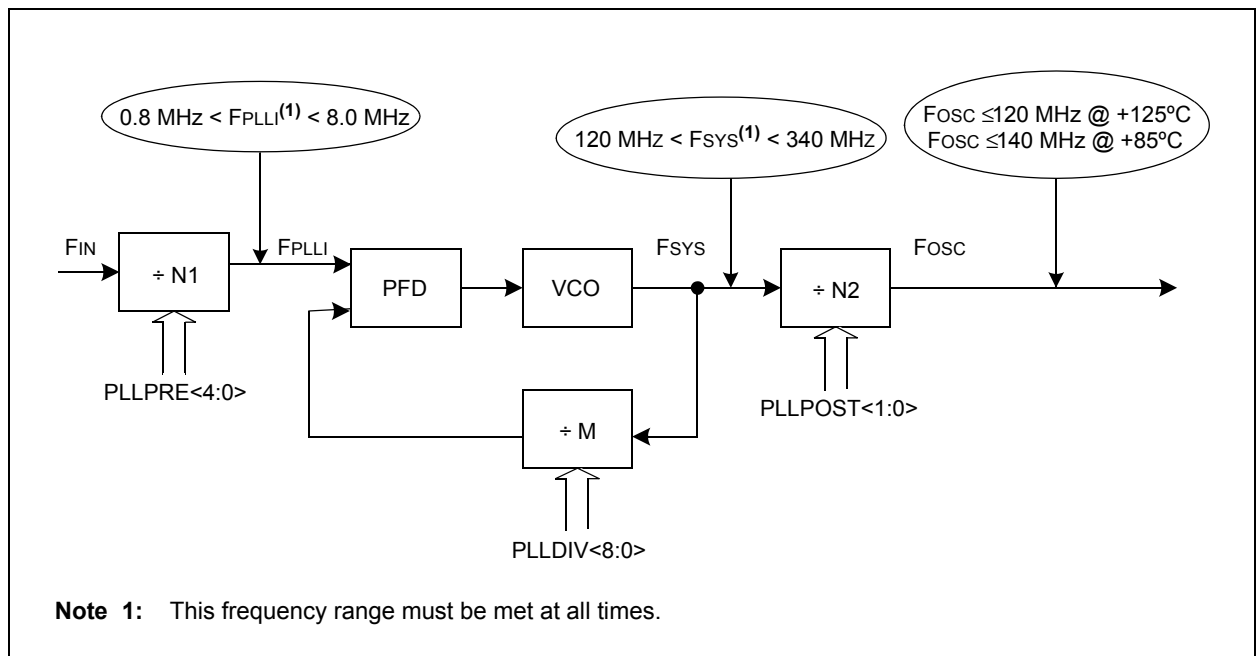 0.8 MHz < FPLLI(1) < 8.0 MHz
120 MHZ < FSYS(1) < 340 MHZ
FOSC ≤120 MHz @ +125ºC
FOSC ≤140 MHz @ +85ºC
FIN
÷ N1
FPLLI
PFD
VCO
FSYS
÷ N2
FOSC
PLLPRE<4:0>
÷ M
PLLPOST<1:0>
PLLDIV<8:0>
Note 1: This frequency range must be met at all times.